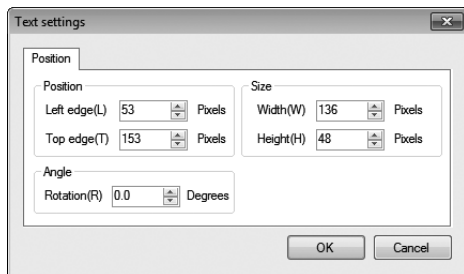 Text settings
Position
Position
Left edge(L) 53 Pixels
Top edge(T) 153 Pixels
Size
Width(W) 136 Pixels
Height(H) 48 Pixels
Angle
Rotation(R) 0.0 Degrees
OK Cancel